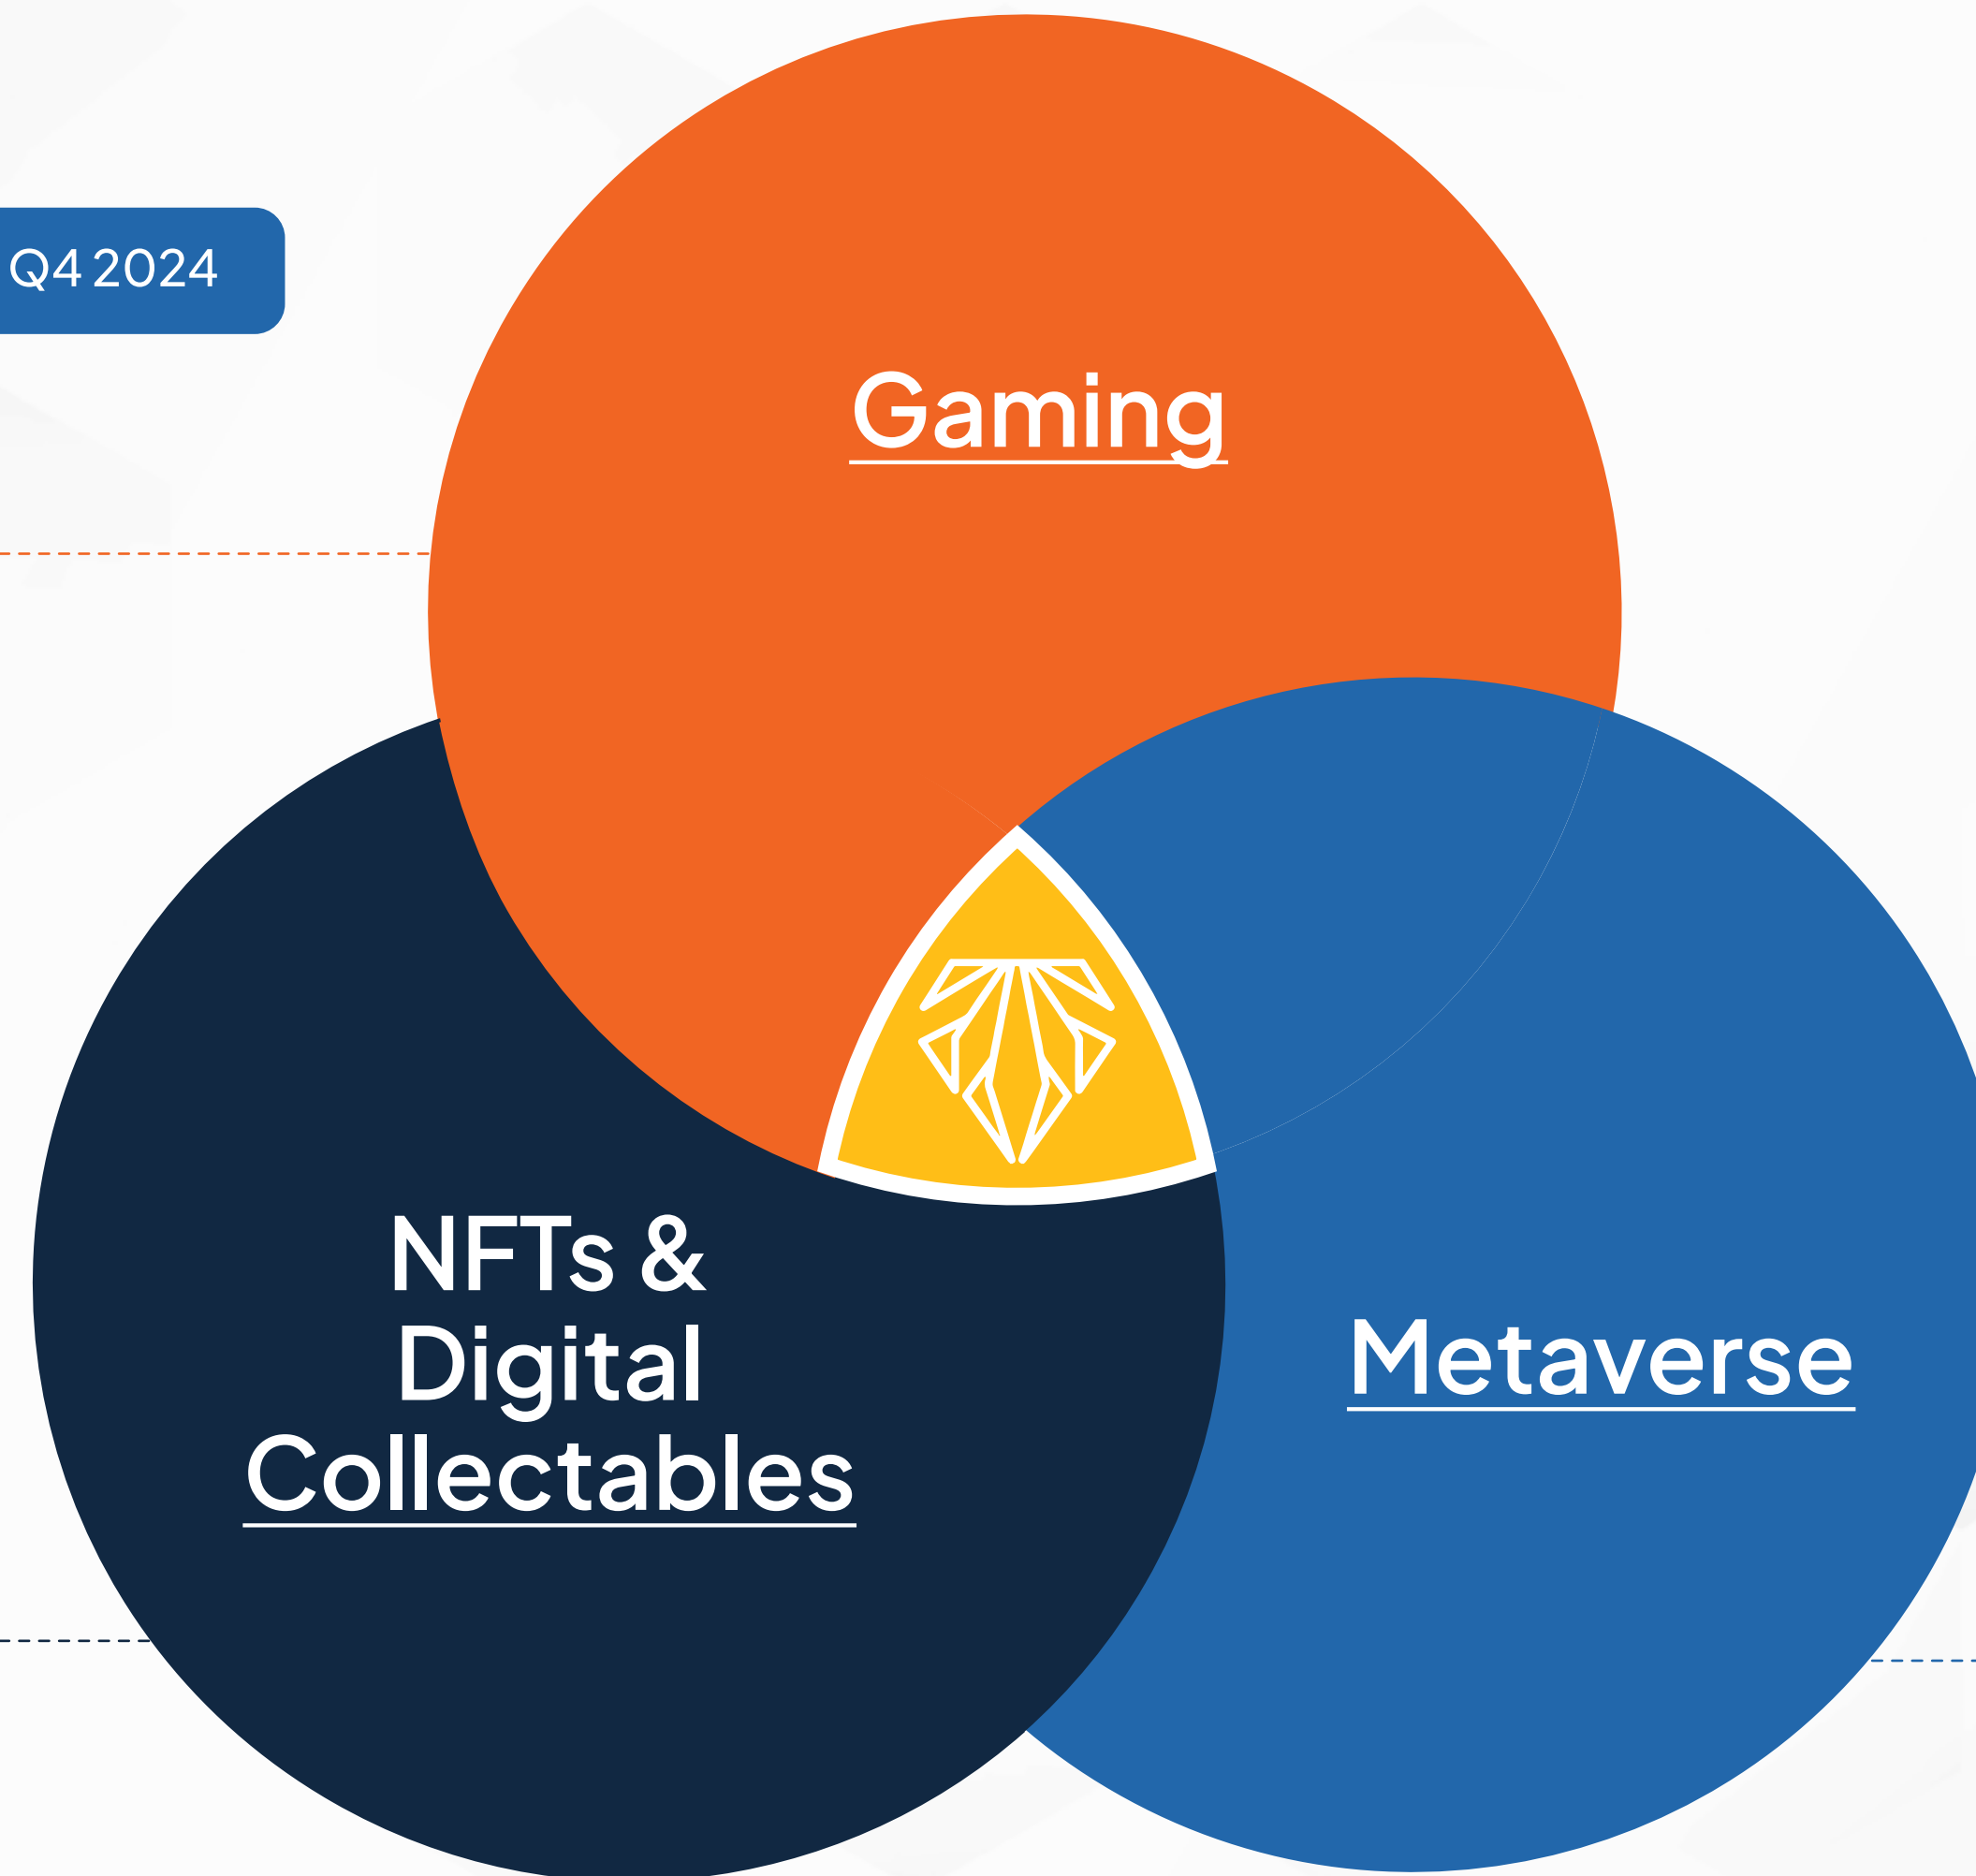 Q4 2024
Gaming
NFTs &
Digital
Collectables
Metaverse